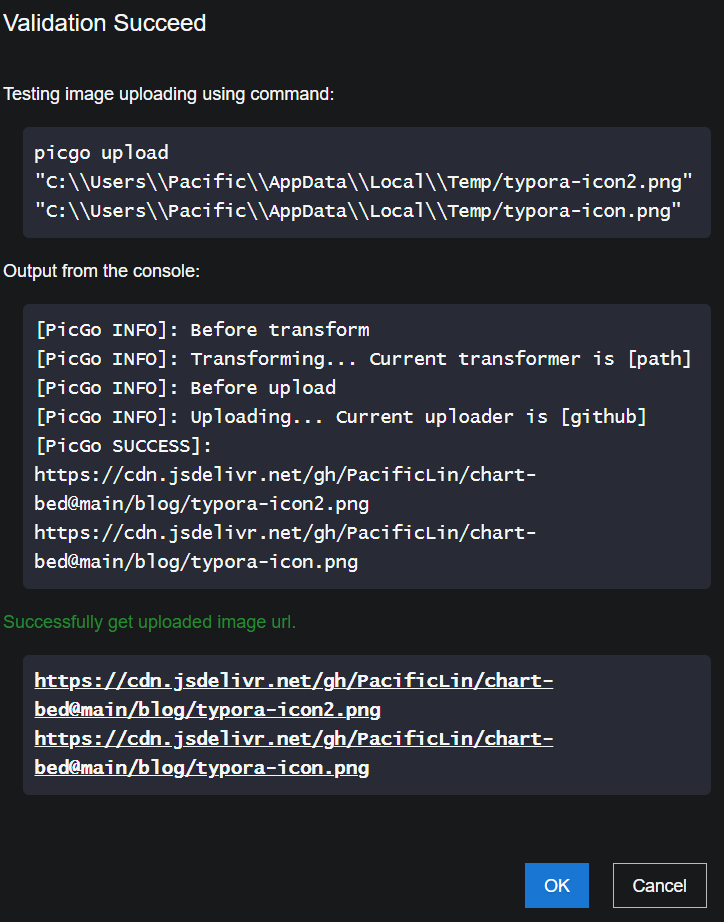 Validation Succeed
Testing image uploading using command:
picgo upload
"C:\\Users\\Pacific\\AppData\\Local\\Temp/typora-icon2.png"
"C:\\Users\\Pacific\\AppData\\Local\\Temp/typora-icon.png"
Output from the console:
[PicGo INFO]: Before transform
[PicGo INFO]: Transforming... Current transformer is [path]
[PicGo INFO]: Before upload
[PicGo INFO]: Uploading... Current uploader is [github]
[PicGo SUCCESS]:
https://cdn.jsdelivr.net/gh/PacificLin/chart-
bed@main/blog/typora-icon2.png
https://cdn.jsdelivr.net/gh/PacificLin/chart-
bed@main/blog/typora-icon.png
Successfully get uploaded image url.
https://cdn.jsdelivr.net/gh/PacificLin/chart-
bed@main/blog/typora-icon2.png
https://cdn.jsdelivr.net/gh/PacificLin/chart-
bed@main/blog/typora-icon.png
OK
Cancel